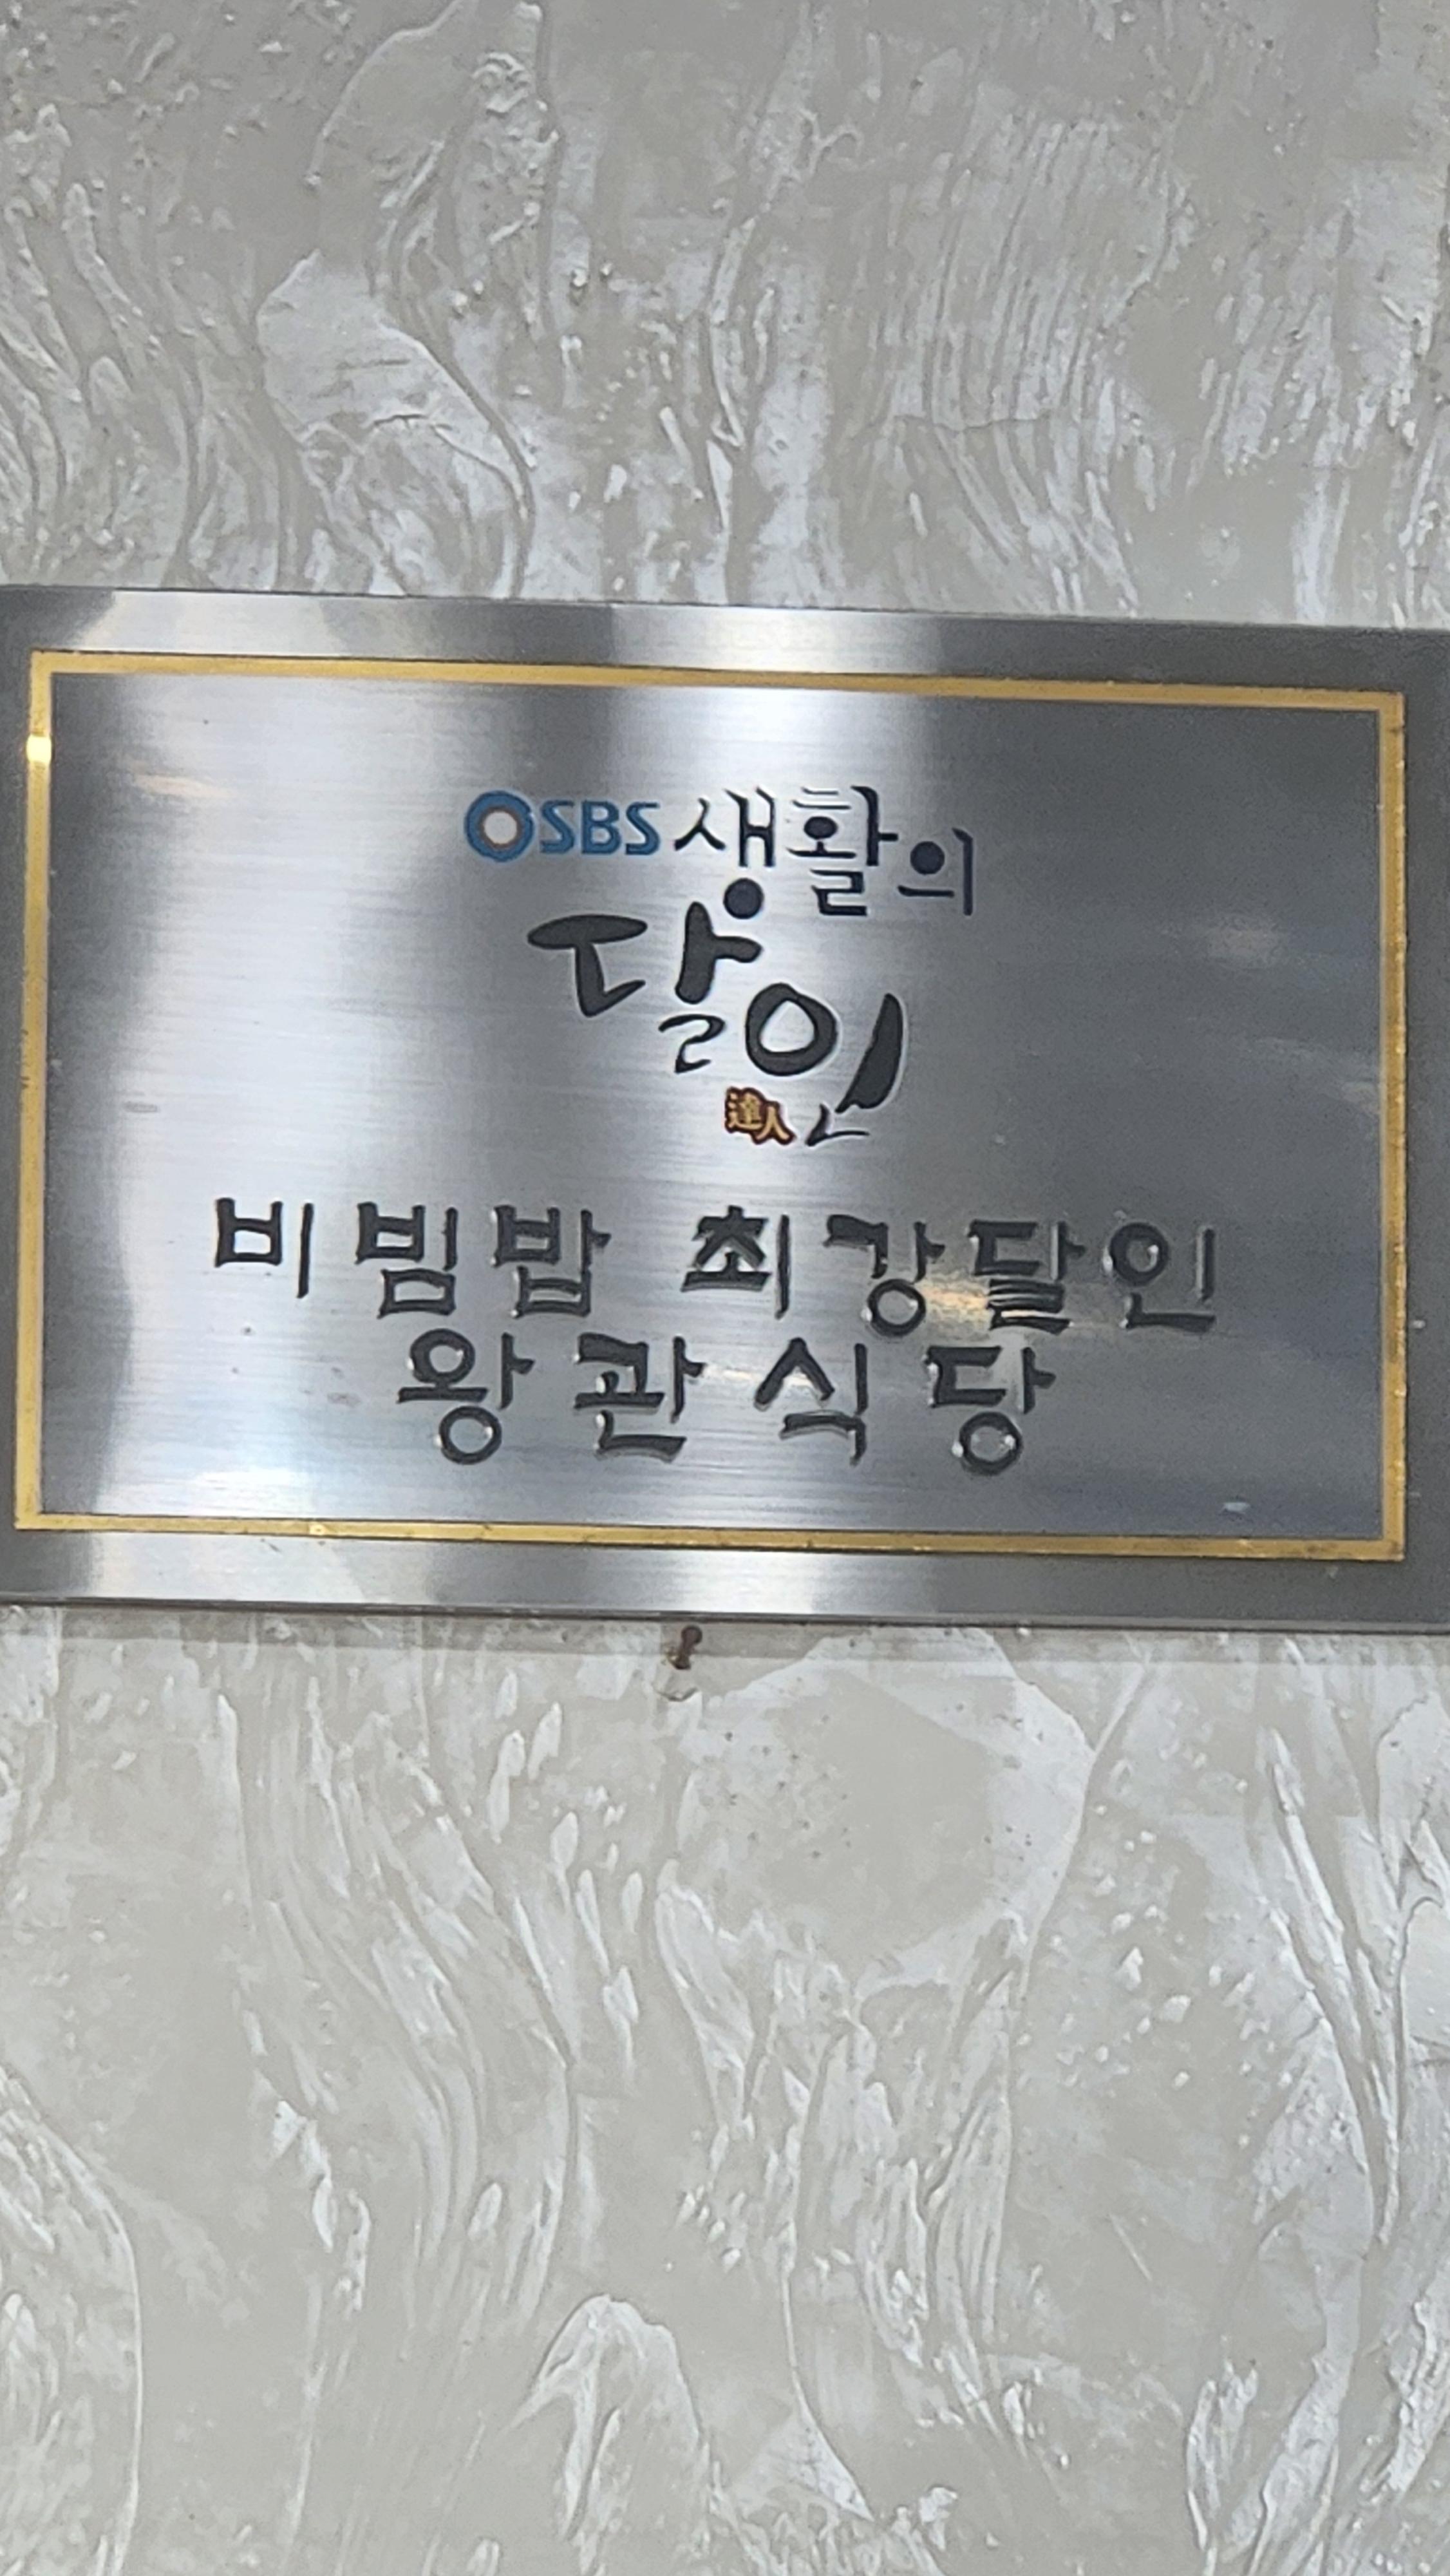 SBS 생활의
달인
達人
비빔밥 최강달인
왕관식당